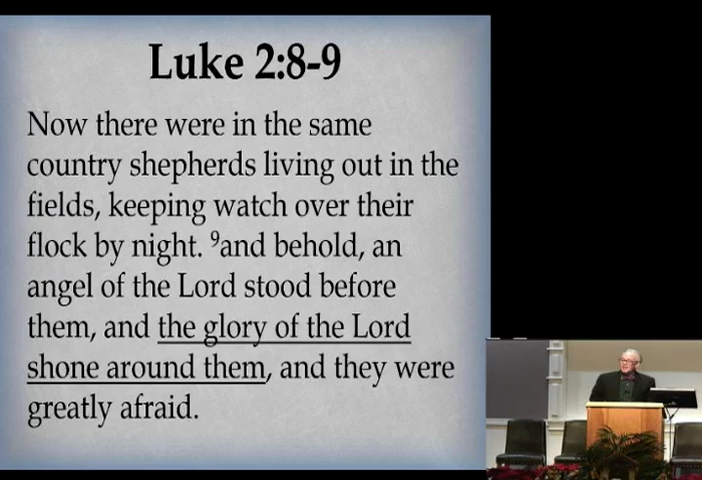 Luke 2:8-9
Now there were in the same
country shepherds living out in the
fields, keeping watch over their
flock by night. ⁹and behold, an
angel of the Lord stood before
them, and the glory of the Lord
shone around them, and they were
greatly afraid.